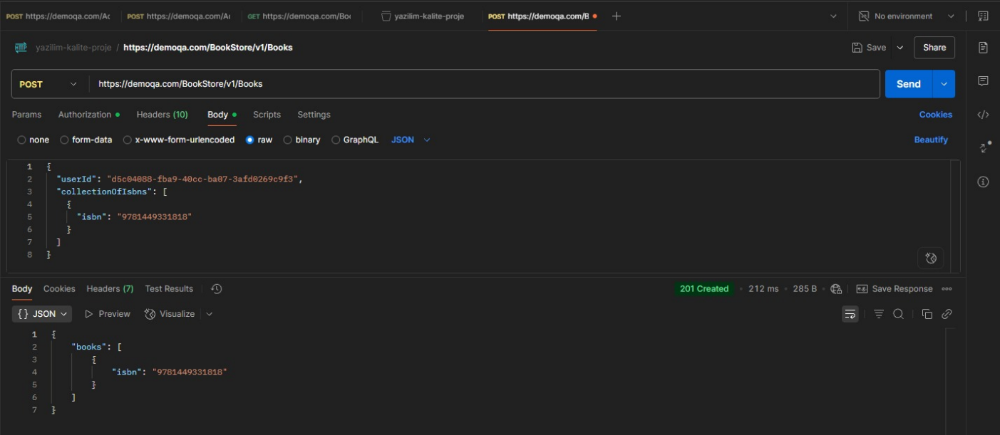 POST https://demoqa.com/Ac POST https://demoqa.com/Ac GET https://demoqa.com/Boo yazilim-kalite-proje POST https://demoqa.com/B No environment
HTTP yazilim-kalite-proje / https://demoqa.com/BookStore/v1/Books Save Share
POST https://demoqa.com/BookStore/v1/Books Send
Params Authorization Headers (10) Body Scripts Settings Cookies
none form-data x-www-form-urlencoded raw binary GraphQL JSON Beautify
1 {
2 "userId": "d5c04088-fba9-40cc-ba07-3afd0269c9f3",
3 "collectionOfIsbns": [
4 {
5 "isbn": "9781449331818"
6 }
7 ]
8 }
Body Cookies Headers (7) Test Results 201 Created 212 ms 285 B Save Response
{} JSON Preview Visualize
1 {
2 "books": [
3 {
4 "isbn": "9781449331818"
5 }
6 ]
7 }